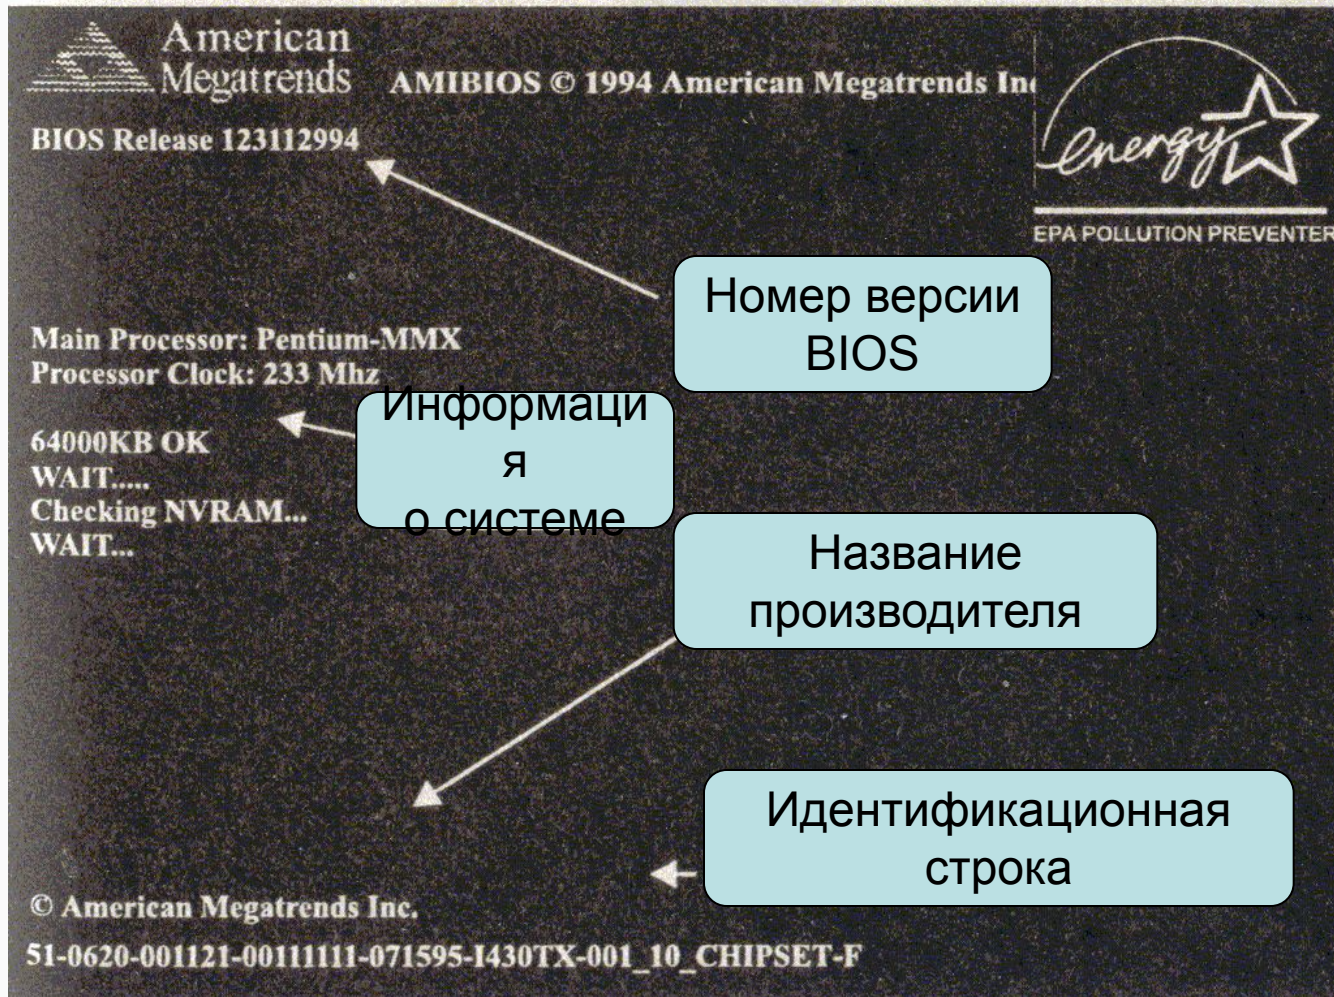 American
Megatrends
AMIBIOS © 1994 American Megatrends Inc
energy
BIOS Release 123112994
EPA POLLUTION PREVENTER
Номер версии
BIOS
Main Processor: Pentium-MMX
Processor Clock: 233 Mhz
Информаци
я
о системе
64000KB OK
WAIT.....
Checking NVRAM...
WAIT...
Название
производителя
Идентификационная
строка
© American Megatrends Inc.
51-0620-001121-00111111-071595-I430TX-001_10_CHIPSET-F